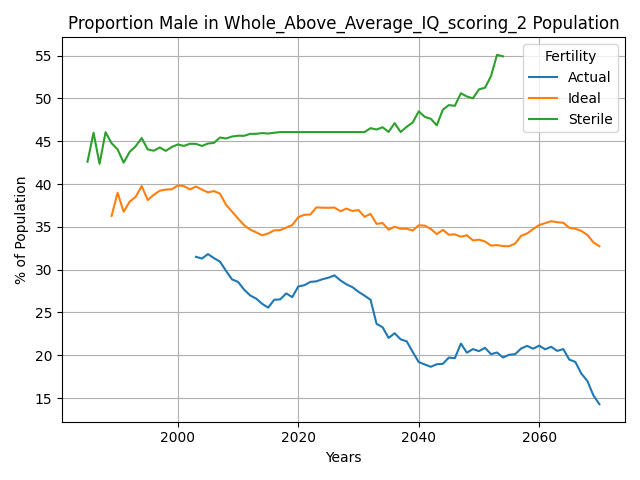 Proportion Male in Whole_Above_Average_IQ_scoring_2 Population
Fertility
Actual
Ideal
Sterile
% of Population
55
50
45
40
35
30
25
20
15
2000
2020
2040
2060
Years